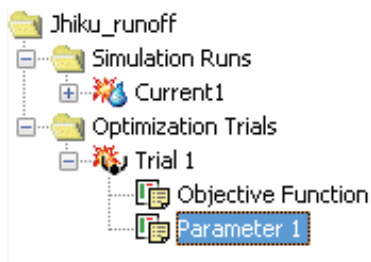 Jhiku_runoff
Simulation Runs
Current1
Optimization Trials
Trial 1
Objective Function
Parameter 1